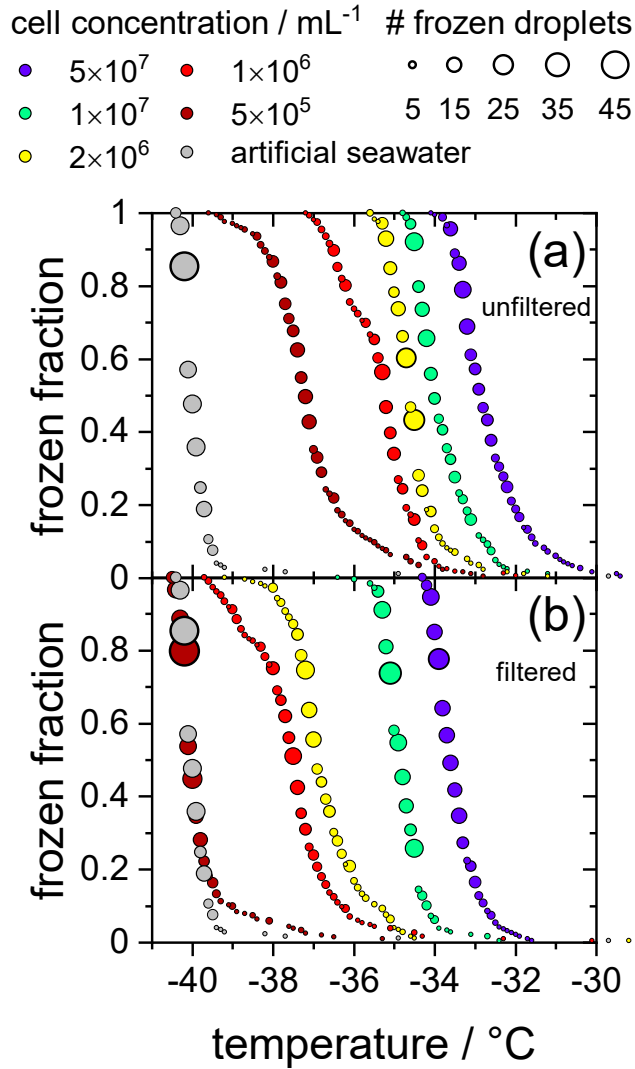 cell concentration / mL⁻¹ # frozen droplets
5×10⁷ 1×10⁶
1×10⁷ 5×10⁵ 5 15 25 35 45
2×10⁶ artificial seawater
1
(a)
unfiltered
0.8
0.6
0.4
0.2
0
frozen fraction
(b)
filtered
0.8
0.6
0.4
0.2
0
frozen fraction
-40 -38 -36 -34 -32 -30
temperature / °C